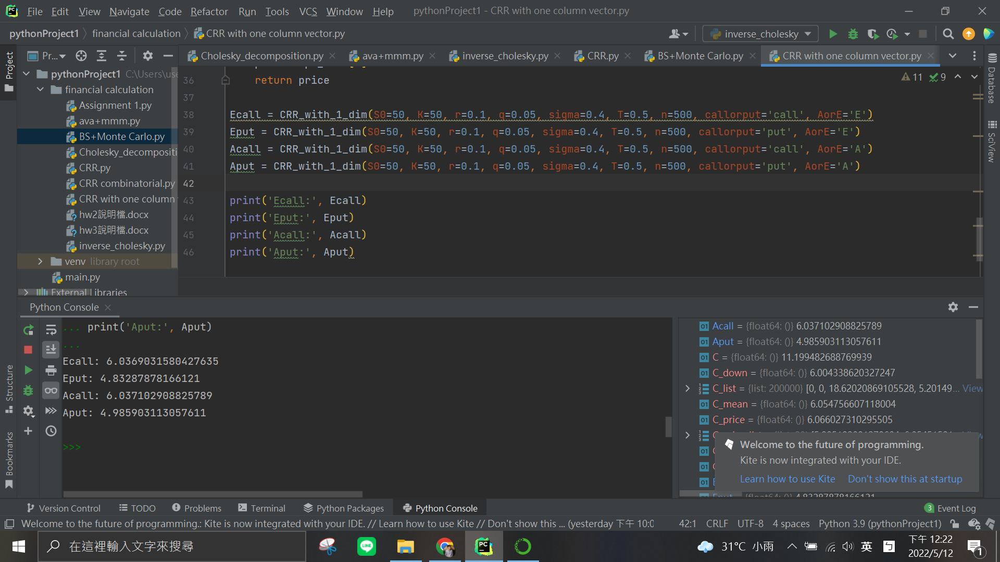 File Edit View Navigate Code Refactor Run Tools VCS Window Help pythonProject1 - CRR with one column vector.py
pythonProject1 financial calculation CRR with one column vector.py inverse_cholesky
Project
Pr... Cholesky_decomposition.py ava+mmm.py inverse_cholesky.py CRR.py BS+Monte Carlo.py CRR with one column vector.py
pythonProject1 C:\Users\use
financial calculation
Assignment 1.py
ava+mmm.py
BS+Monte Carlo.py
Cholesky_decompositi
CRR.py
CRR combinatorial.py
CRR with one column
hw2說明檔.docx
hw3說明檔.docx
inverse_cholesky.py
venv library root
main.py
External Libraries
11 9
36 return price
37
38 Ecall = CRR_with_1_dim(S0=50, K=50, r=0.1, q=0.05, sigma=0.4, T=0.5, n=500, callorput='call', AorE='E')
39 Eput = CRR_with_1_dim(S0=50, K=50, r=0.1, q=0.05, sigma=0.4, T=0.5, n=500, callorput='put', AorE='E')
40 Acall = CRR_with_1_dim(S0=50, K=50, r=0.1, q=0.05, sigma=0.4, T=0.5, n=500, callorput='call', AorE='A')
41 Aput = CRR_with_1_dim(S0=50, K=50, r=0.1, q=0.05, sigma=0.4, T=0.5, n=500, callorput='put', AorE='A')
42
43 print('Ecall:', Ecall)
44 print('Eput:', Eput)
45 print('Acall:', Acall)
46 print('Aput:', Aput)
Database
SciView
Structure
Bookmarks
Python Console
... print('Aput:', Aput)
...
Ecall: 6.0369031580427635
Eput: 4.83287878166121
Acall: 6.037102908825789
Aput: 4.985903113057611
>>>
Acall = {float64: ()} 6.037102908825789
Aput = {float64: ()} 4.985903113057611
C = {float64: ()} 11.199482688769939
C_down = {float64: ()} 6.004338620327247
C_list = {list: 200000} [0, 0, 18.62020869105528, 5.20149... View
C_mean = {float64: ()} 6.054756607118004
C_price = {float64: ()} 6.066027310295505
Eput = {float64: ()} 4.83287878166121
Welcome to the future of programming.
Kite is now integrated with your IDE.
Learn how to use Kite Don't show this at startup
Version Control TODO Problems Terminal Python Packages Python Console 3 Event Log
Welcome to the future of programming.: Kite is now integrated with your IDE. // Learn how to use Kite // Don't show this ... (yesterday 下午 10:0 42:1 CRLF UTF-8 4 spaces Python 3.9 (pythonProject1)
在這裡輸入文字來搜尋
LINE
PC
31°C 小雨
英
ㄅ
下午 12:22
2022/5/12
1